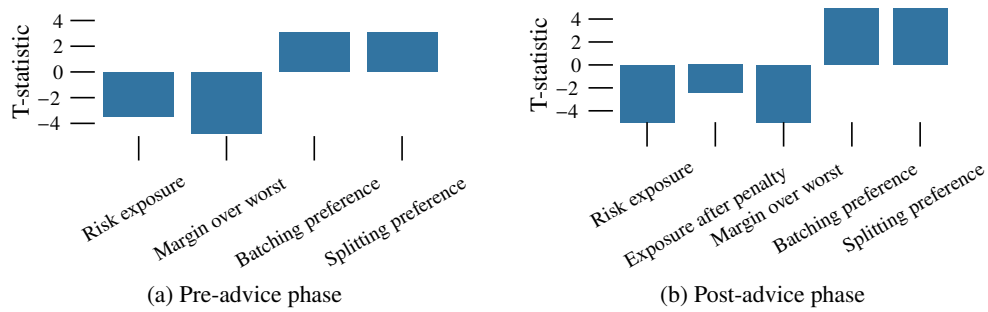 T-statistic
4
2
0
−2
−4
Risk exposure
Margin over worst
Batching preference
Splitting preference
(a) Pre-advice phase
T-statistic
4
2
0
−2
−4
Risk exposure
Exposure after penalty
Margin over worst
Batching preference
Splitting preference
(b) Post-advice phase